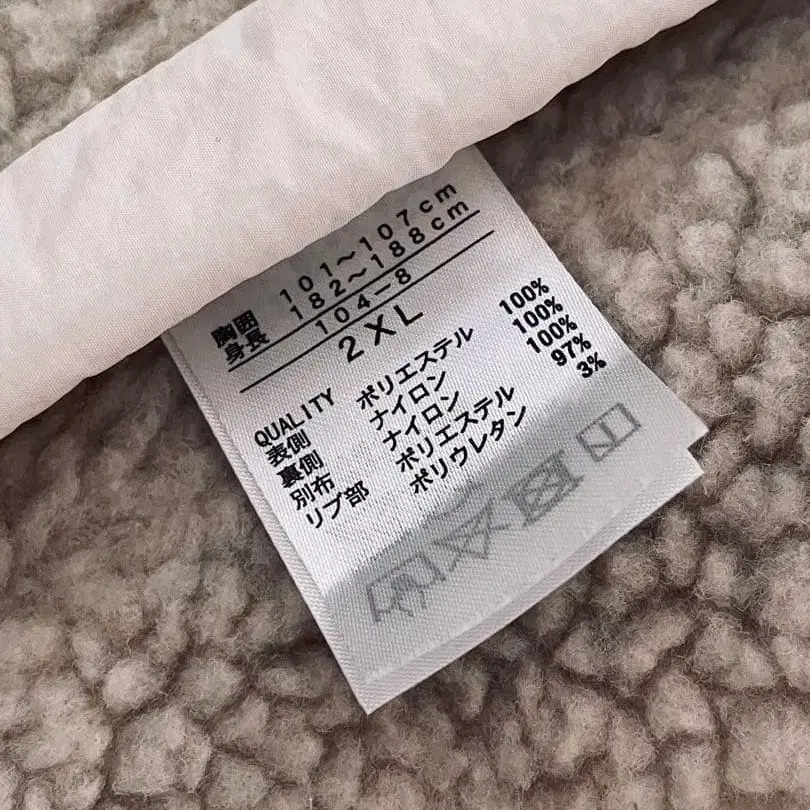 胸囲 101～107cm
身長 182～188cm
104-8
2XL
QUALITY
表側 ポリエステル 100%
裏側 ナイロン 100%
別布 ナイロン 100%
リブ部 ポリエステル 97%
ポリウレタン 3%